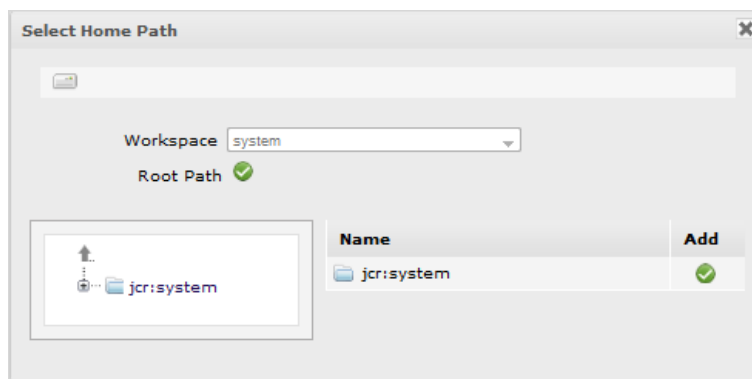 Select Home Path
Workspace system
Root Path
jcr:system
Name Add
jcr:system